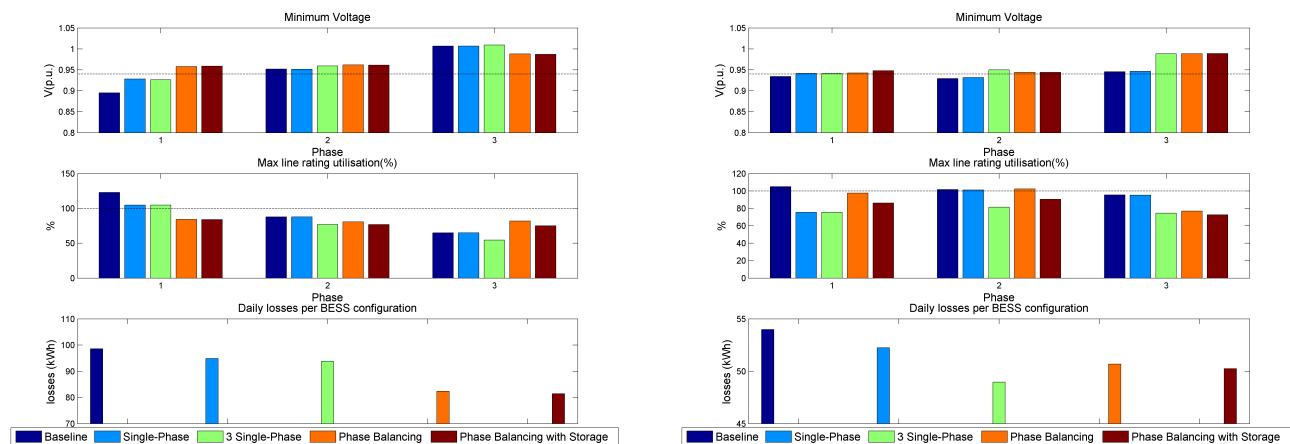 Minimum Voltage
1.05
1
0.95
0.9
0.85
0.8
V(p.u.)
1 2 3
Phase
Max line rating utilisation(%)
150
100
50
0
%
1 2 3
Phase
Daily losses per BESS configuration
110
100
90
80
70
losses (kWh)
Baseline Single-Phase 3 Single-Phase Phase Balancing Phase Balancing with Storage
Minimum Voltage
1.05
1
0.95
0.9
0.85
0.8
V(p.u.)
1 2 3
Phase
Max line rating utilisation(%)
120
100
80
60
40
20
0
%
1 2 3
Phase
Daily losses per BESS configuration
55
50
45
losses (kWh)
Baseline Single-Phase 3 Single-Phase Phase Balancing Phase Balancing with Storage